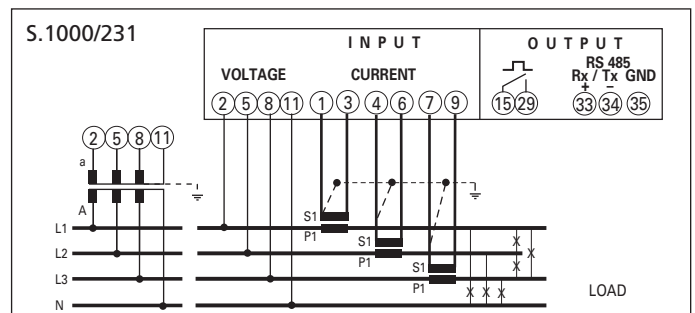 S.1000/231
INPUT
OUTPUT
VOLTAGE
CURRENT
RS 485
Rx / Tx GND
+ −
2 5 8 11 1 3 4 6 7 9
15 29 33 34 35
2 5 8 11
a
A
S1
P1
S1
P1
S1
P1
L1
L2
L3
N
X
X
X
X X X
LOAD